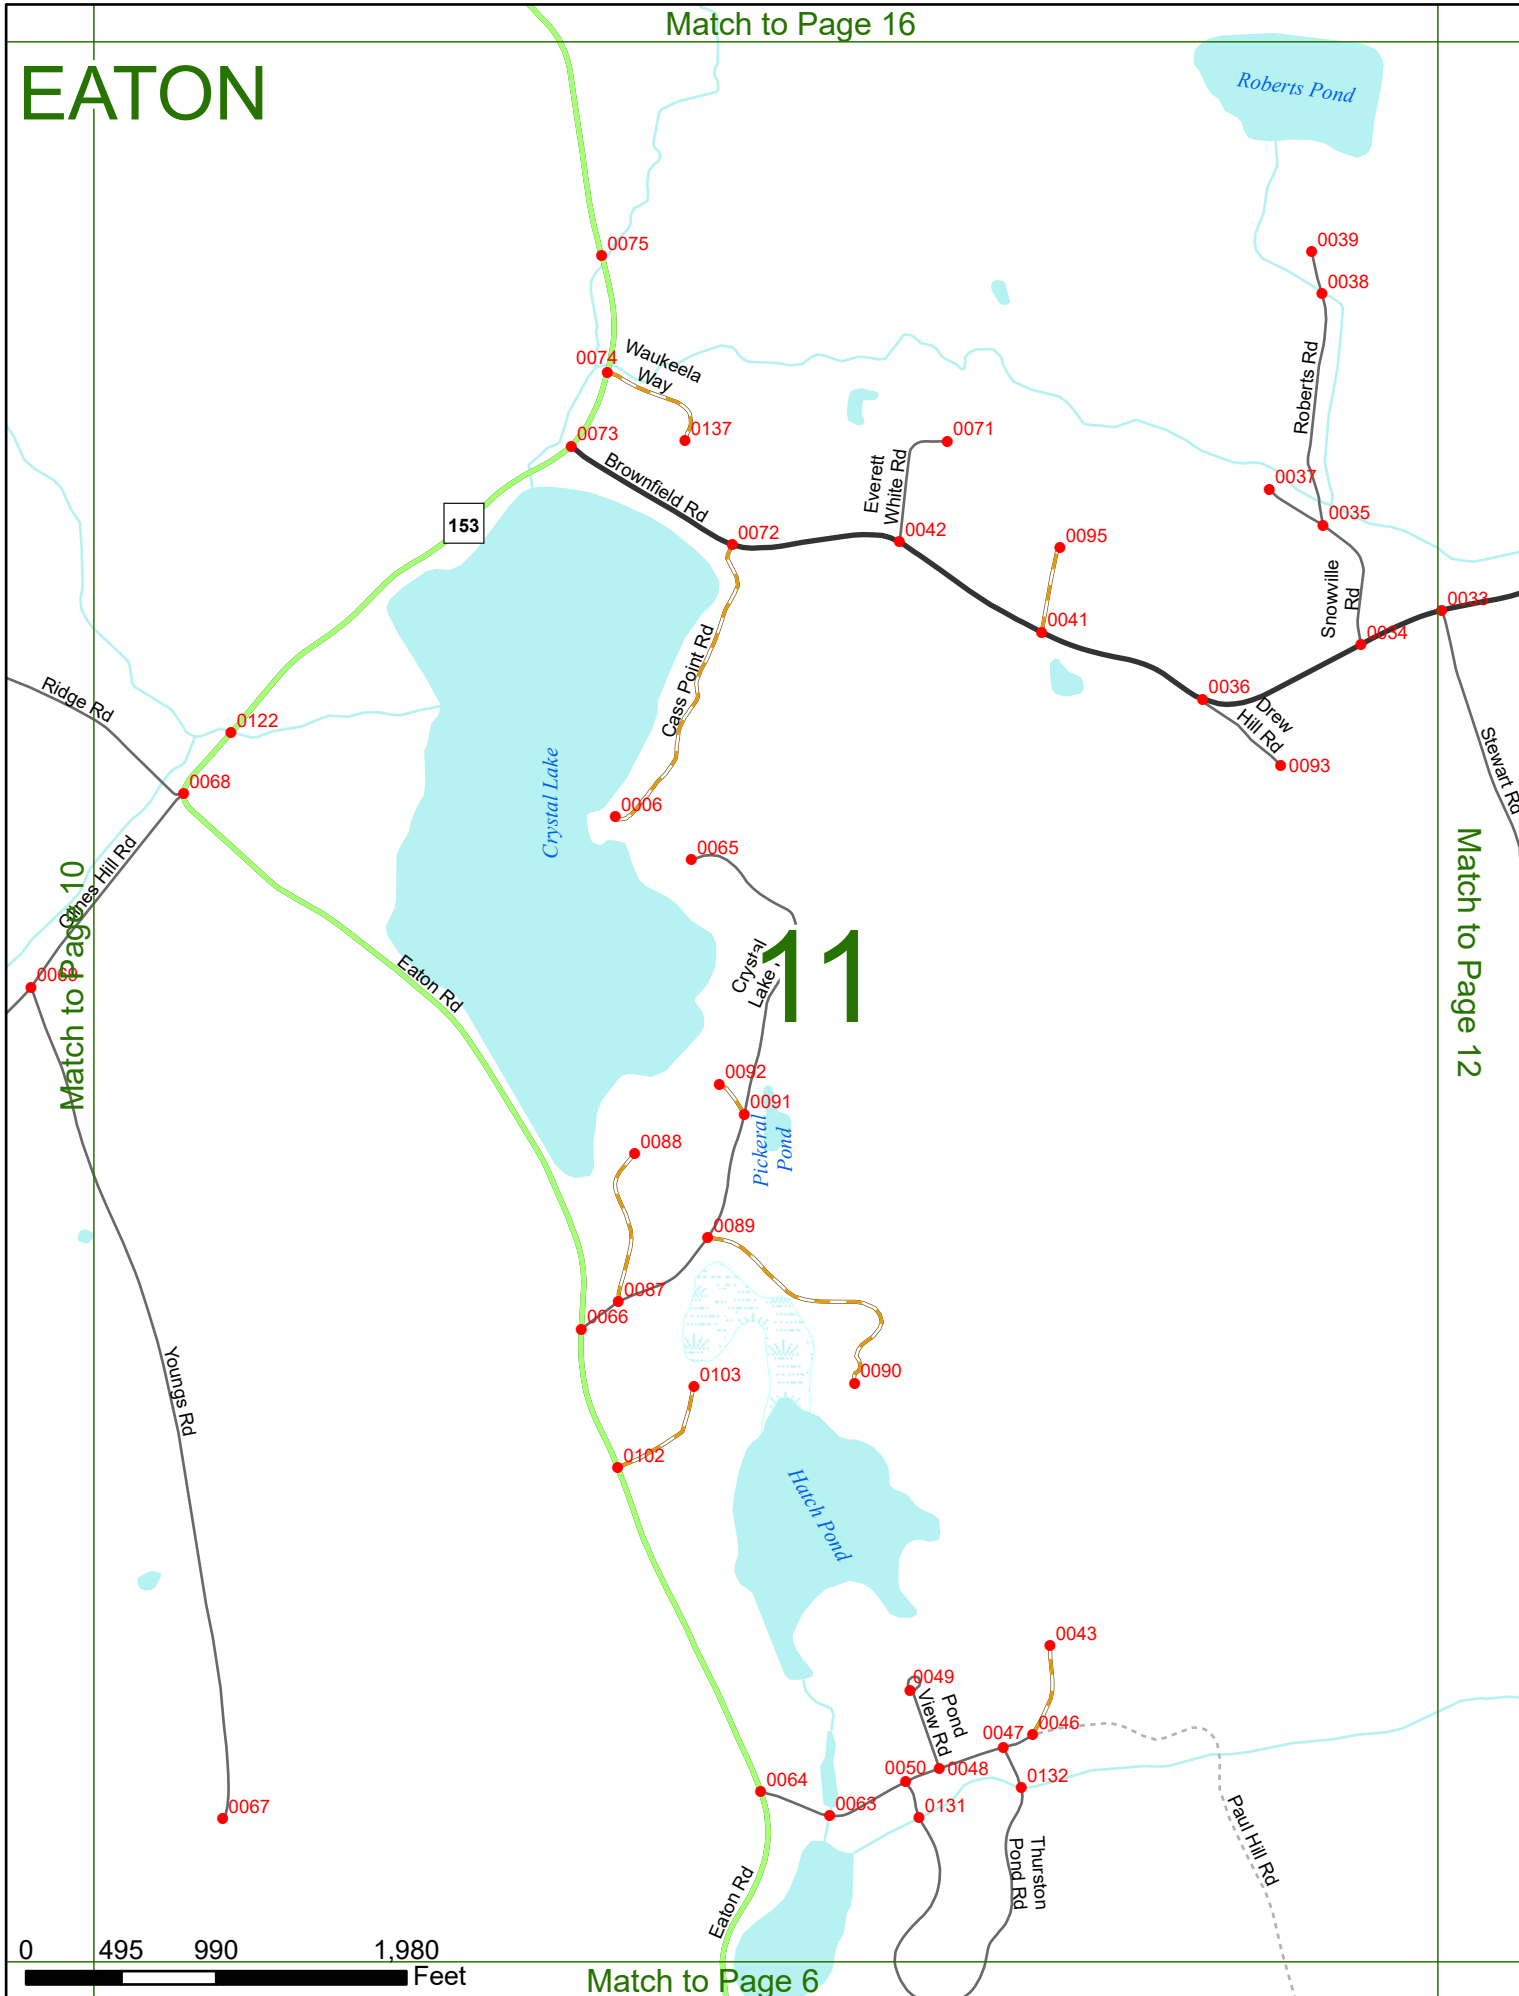 Match to Page 16
EATON
Roberts Pond
0075
0039
0038
0074
Waukeela
Way
Roberts Rd
0137
0073
0071
Brownfield Rd
Everett
White Rd
0037
153
0035
0072
0042
0095
Snowville
Rd
0033
0041
0034
Cass Point Rd
Ridge Rd
0036
Drew
Hill Rd
0122
Stewart Rd
0093
Crystal Lake
0068
0006
Match to Page 12
0065
Match to Page 10
11
Crystal
Lake
Eaton Rd
0069
0092
0091
Pickeral
Pond
0088
0089
0087
0066
0090
0103
Youngs Rd
0102
Hatch Pond
0043
0049
Pond
View Rd
0047
0046
0050
0048
0064
0132
0063
0131
0067
Paul Hill Rd
Thurston
Pond Rd
Eaton Rd
0 495 990 1,980
Feet
Match to Page 6